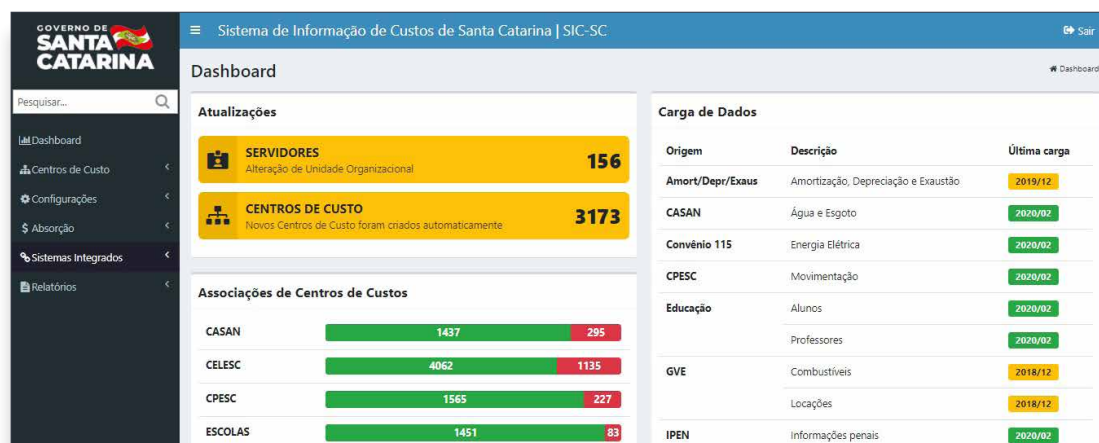 GOVERNO DE
SANTA
CATARINA
Sistema de Informação de Custos de Santa Catarina | SIC-SC
Sair
Dashboard
Dashboard
Pesquisar...
Dashboard
Centros de Custo
Configurações
$ Absorção
Sistemas Integrados
Relatórios
Atualizações
SERVIDORES
Alteração de Unidade Organizacional
156
CENTROS DE CUSTO
Novos Centros de Custo foram criados automaticamente
3173
Associações de Centros de Custos
CASAN 1437 295
CELESC 4062 1135
CPESC 1565 227
ESCOLAS 1451 83
Carga de Dados
Origem Descrição Última carga
Amort/Depr/Exaus Amortização, Depreciação e Exaustão 2019/12
CASAN Água e Esgoto 2020/02
Convênio 115 Energia Elétrica 2020/02
CPESC Movimentação 2020/02
Educação Alunos 2020/02
Professores 2020/02
GVE Combustíveis 2018/12
Locações 2018/12
IPEN Informações penais 2020/02